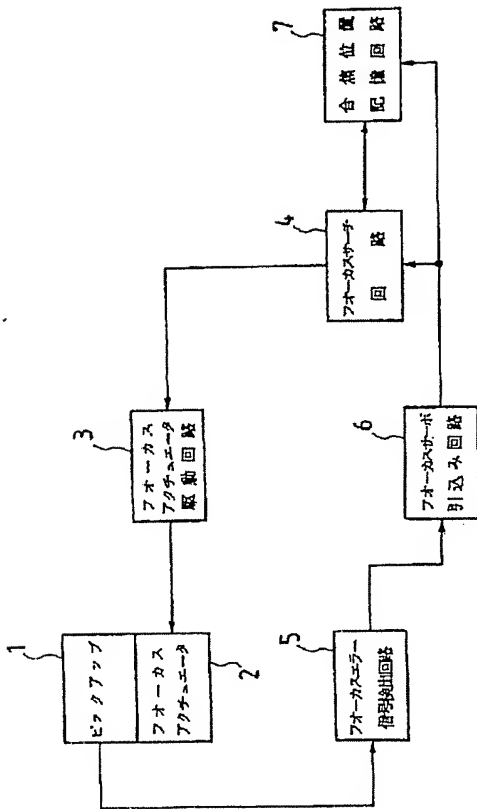 1
ピックアップ
フォーカス
アクチュエータ
2
3
フォーカス
アクチュエータ
駆動回路
4
フォーカスサーチ
回路
7
合焦位置
記憶回路
5
フォーカスエラー
信号検出回路
6
フォーカスサーボ
引込み回路